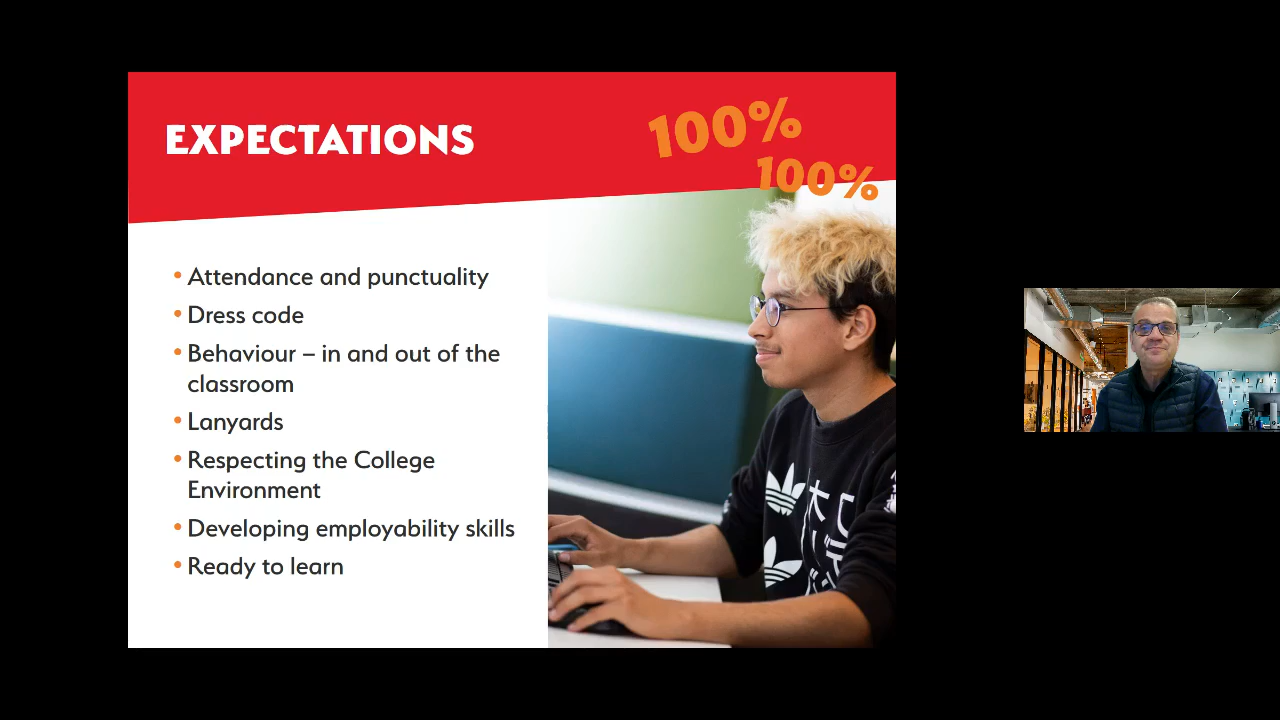 EXPECTATIONS
100%
100%
• Attendance and punctuality
• Dress code
• Behaviour – in and out of the
classroom
• Lanyards
• Respecting the College
Environment
• Developing employability skills
• Ready to learn